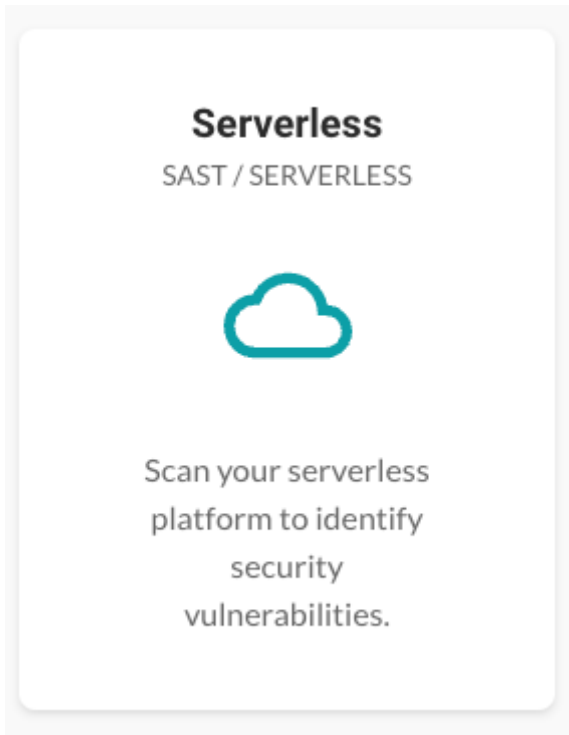 Serverless
SAST / SERVERLESS
Scan your serverless
platform to identify
security
vulnerabilities.